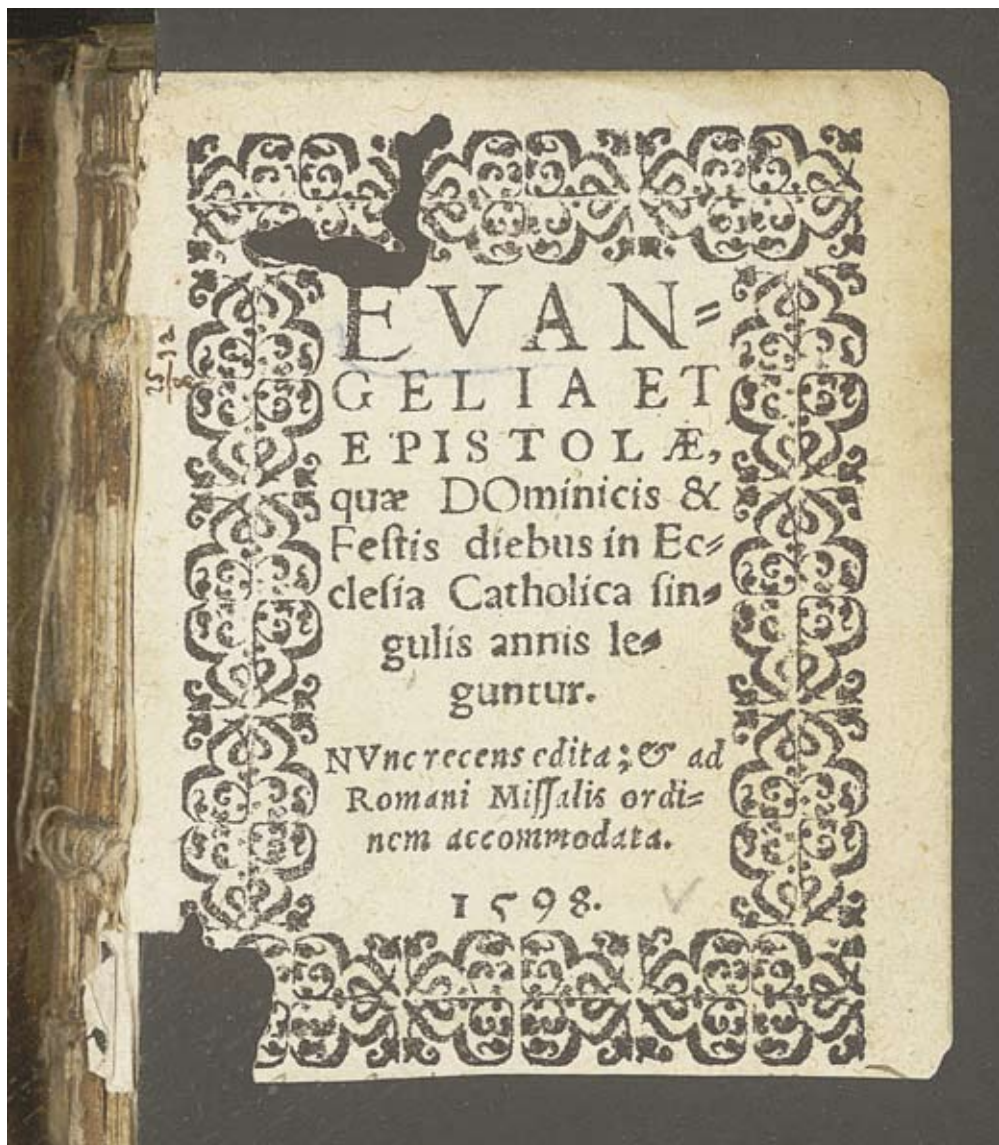 EVAN=
GELIA ET
EPISTOLÆ,
quæ DOminicis &
Feſtis diebus in Ec=
cleſia Catholica ſin=
gulis annis le=
guntur.
NVnc recens edita; & ad
Romani Miſſalis ordi=
nem accommodata.
1598.